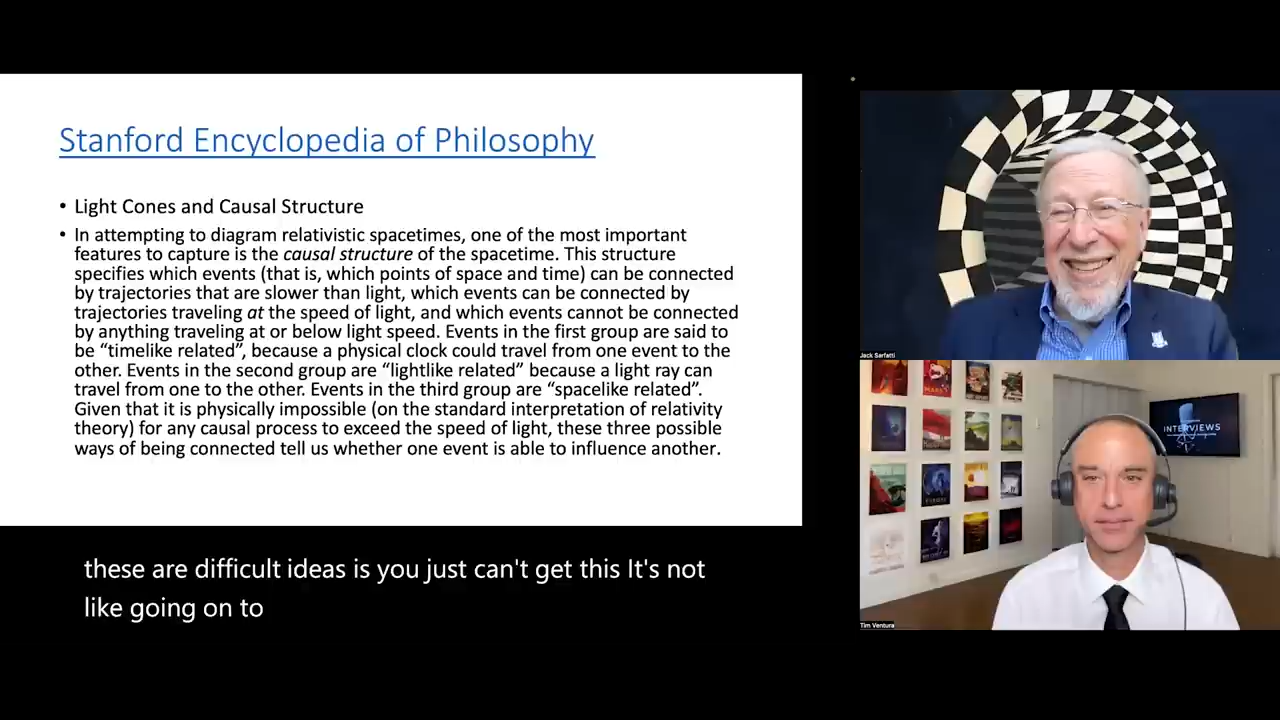 Stanford Encyclopedia of Philosophy
• Light Cones and Causal Structure
• In attempting to diagram relativistic spacetimes, one of the most important
features to capture is the causal structure of the spacetime. This structure
specifies which events (that is, which points of space and time) can be connected
by trajectories that are slower than light, which events can be connected by
trajectories traveling at the speed of light, and which events cannot be connected
by anything traveling at or below light speed. Events in the first group are said to
be “timelike related”, because a physical clock could travel from one event to the
other. Events in the second group are “lightlike related” because a light ray can
travel from one to the other. Events in the third group are “spacelike related”.
Given that it is physically impossible (on the standard interpretation of relativity
theory) for any causal process to exceed the speed of light, these three possible
ways of being connected tell us whether one event is able to influence another.
these are difficult ideas is you just can't get this It's not
like going on to
Jack Sarfatti
INTERVIEWS
Tim Ventura